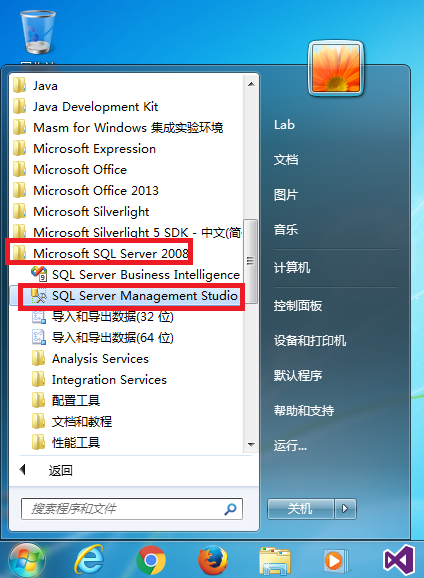 Java
Java Development Kit
Masm for Windows 集成实验环境
Microsoft Expression
Microsoft Office
Microsoft Office 2013
Microsoft Silverlight
Microsoft Silverlight 5 SDK - 中文(简
Microsoft SQL Server 2008
SQL Server Business Intelligence
SQL Server Management Studio
导入和导出数据(32 位)
导入和导出数据(64 位)
Analysis Services
Integration Services
配置工具
文档和教程
性能工具
返回
搜索程序和文件
Lab
文档
图片
音乐
计算机
控制面板
设备和打印机
默认程序
帮助和支持
运行...
关机